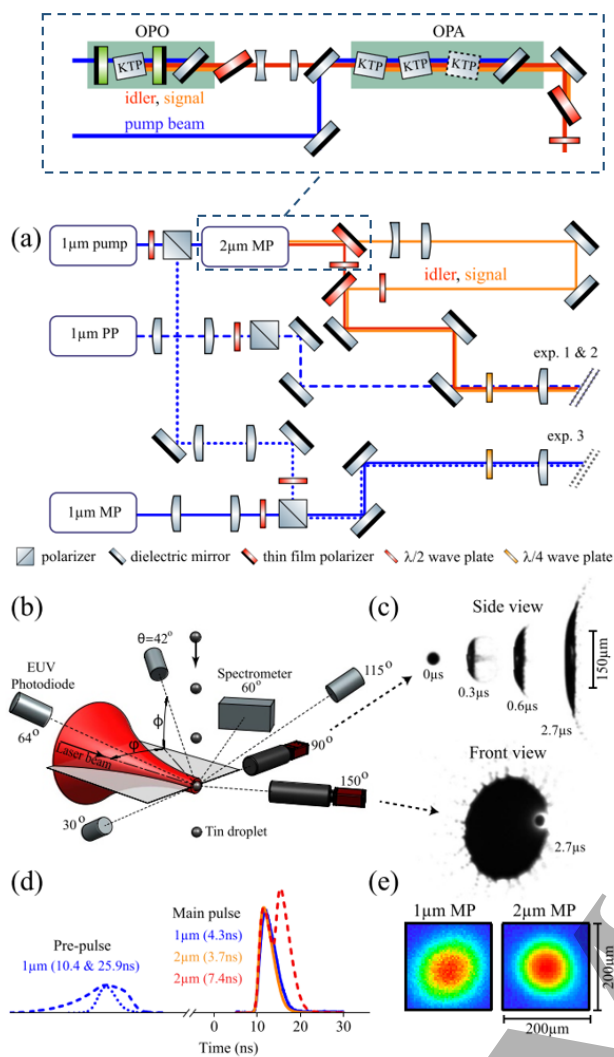 OPO
OPA
KTP
KTP
KTP
KTP
idler, signal
pump beam
(a)
1µm pump
2µm MP
idler, signal
1µm PP
exp. 1 & 2
exp. 3
1µm MP
polarizer
dielectric mirror
thin film polarizer
λ/2 wave plate
λ/4 wave plate
(b)
θ=42°
EUV
Photodiode
64°
Spectrometer
60°
115°
ϕ
φ
Laser beam
90°
150°
30°
Tin droplet
(c)
Side view
0µs
0.3µs
0.6µs
2.7µs
150µm
Front view
2.7µs
(d)
Pre-pulse
1µm (10.4 & 25.9ns)
Main pulse
1µm (4.3ns)
2µm (3.7ns)
2µm (7.4ns)
0
10
20
30
Time (ns)
(e)
1µm MP
2µm MP
200µm
200µm